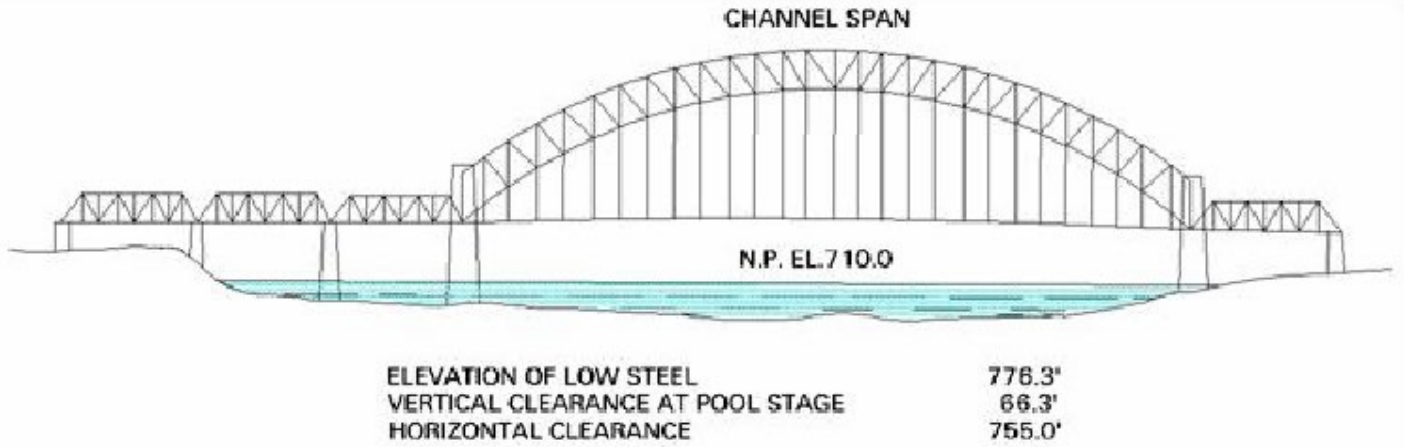 CHANNEL SPAN
N.P. EL.710.0
ELEVATION OF LOW STEEL 776.3'
VERTICAL CLEARANCE AT POOL STAGE 66.3'
HORIZONTAL CLEARANCE 755.0'